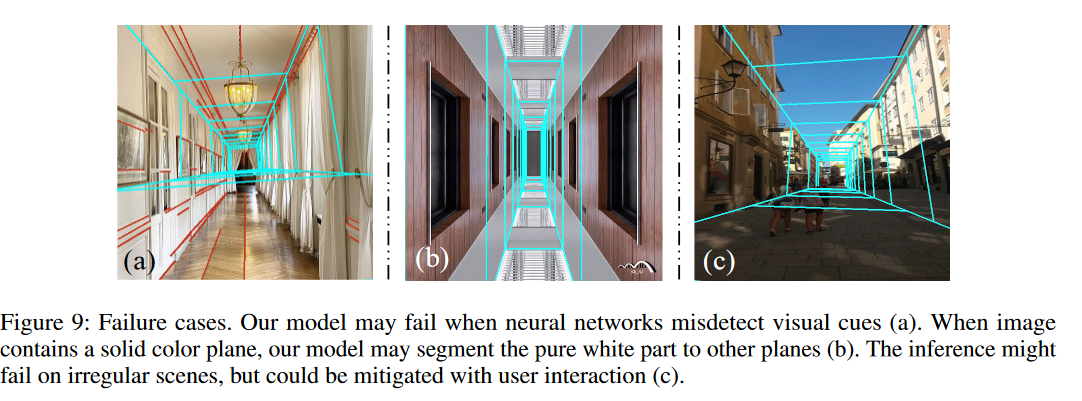 (a)
(b)
(c)
Figure 9: Failure cases. Our model may fail when neural networks misdetect visual cues (a). When image
contains a solid color plane, our model may segment the pure white part to other planes (b). The inference might
fail on irregular scenes, but could be mitigated with user interaction (c).